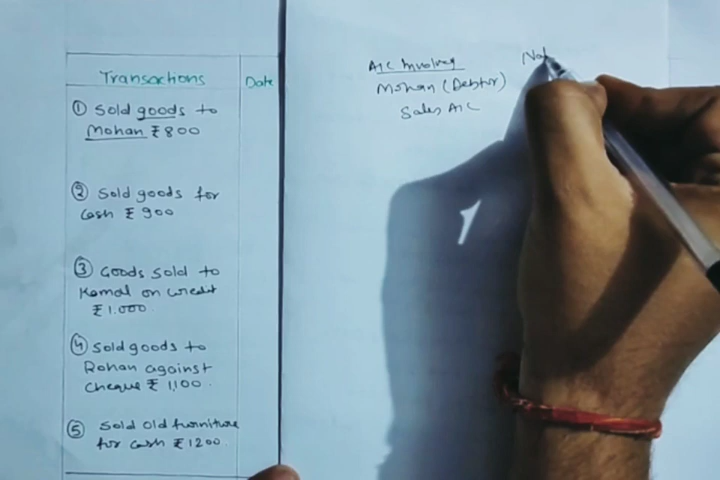 Transactions
Date
① Sold goods to
Mohan ₹800
② Sold goods for
cash ₹900
③ Goods sold to
Kamal on credit
₹1,000.
④ Sold goods to
Rohan against
cheque ₹1,100.
⑤ Sold old furniture
for cash ₹1200.
A/C Involved
Mohan (Debtor)
Sales A/C
Nat